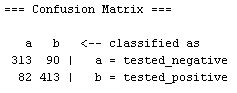 === Confusion Matrix ===
a b <-- classified as
313 90 | a = tested_negative
82 413 | b = tested_positive